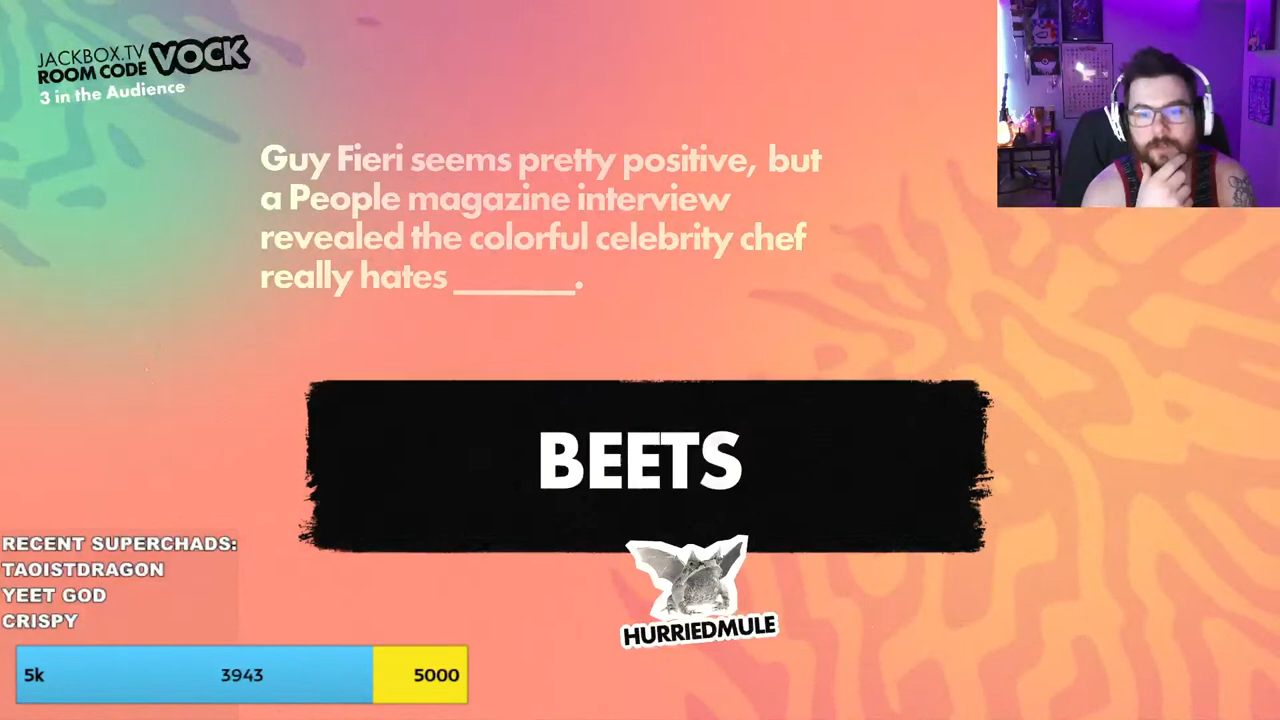 JACKBOX.TV
ROOM CODE VOCK
3 in the Audience
Guy Fieri seems pretty positive, but
a People magazine interview
revealed the colorful celebrity chef
really hates _______.
BEETS
HURRIEDMULE
RECENT SUPERCHADS:
TAOISTDRAGON
YEET GOD
CRISPY
5k 3943 5000